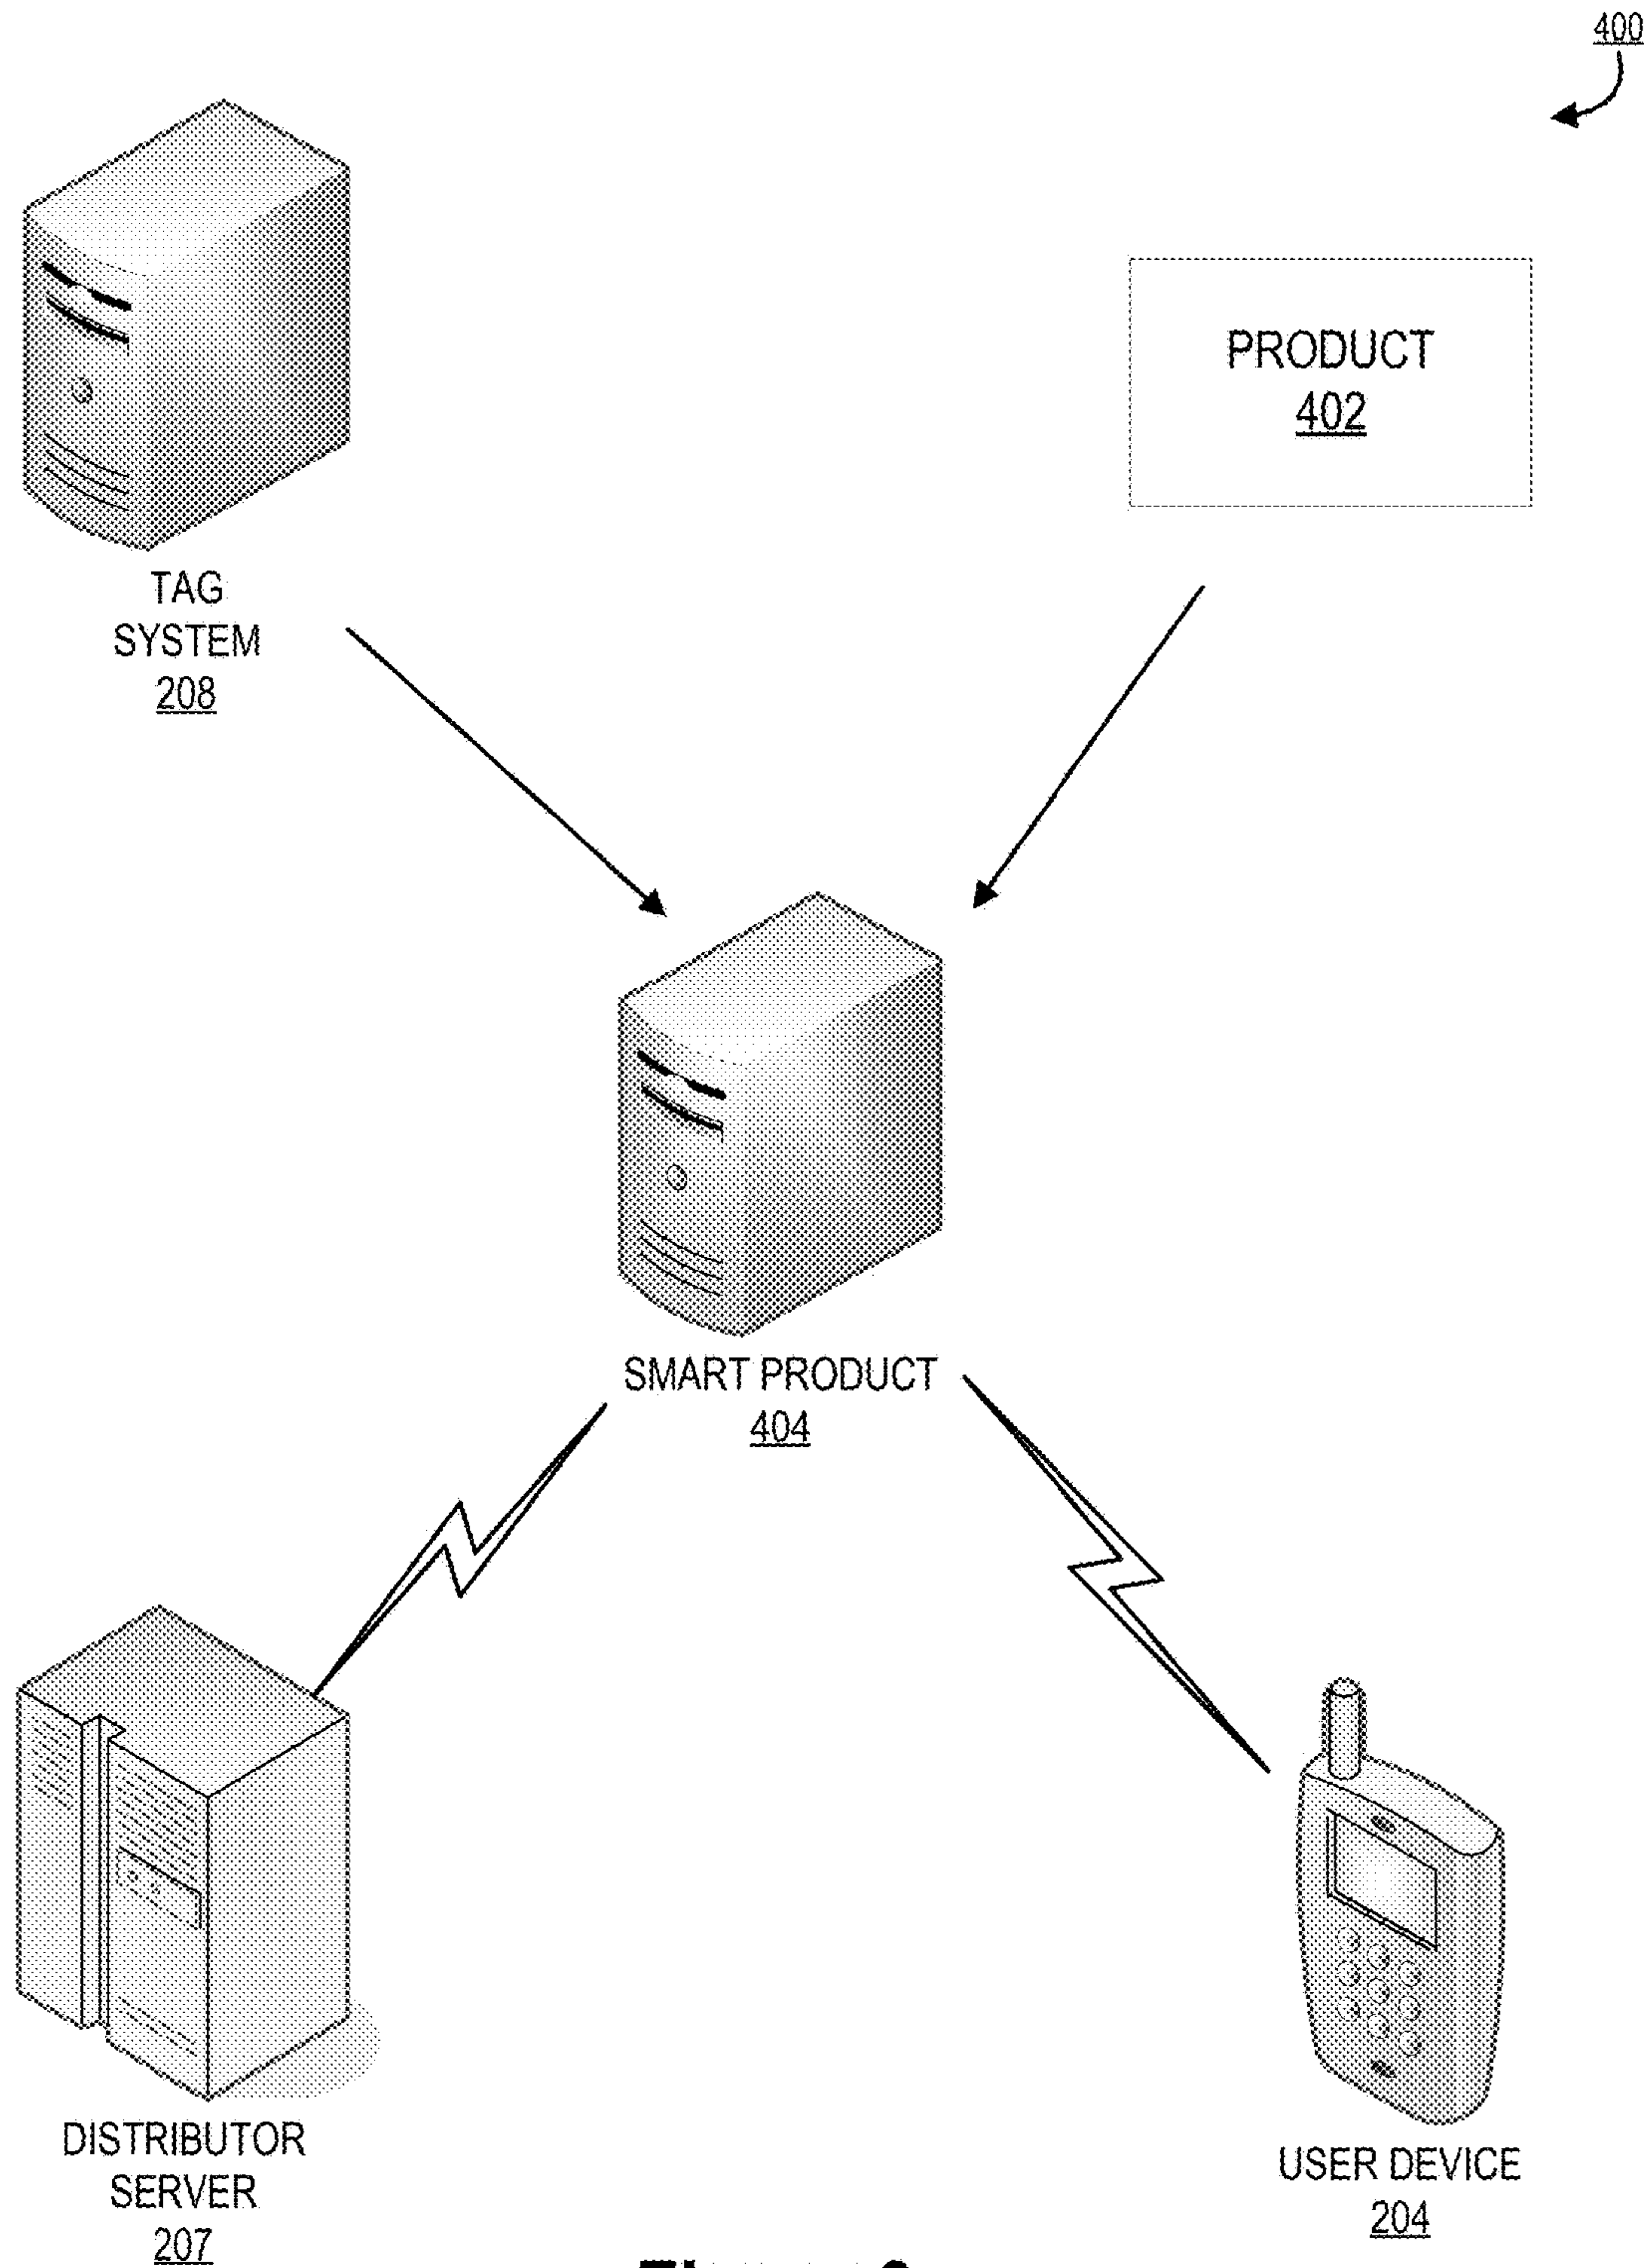 400
PRODUCT
402
TAG
SYSTEM
208
SMART PRODUCT
404
DISTRIBUTOR
SERVER
207
USER DEVICE
204